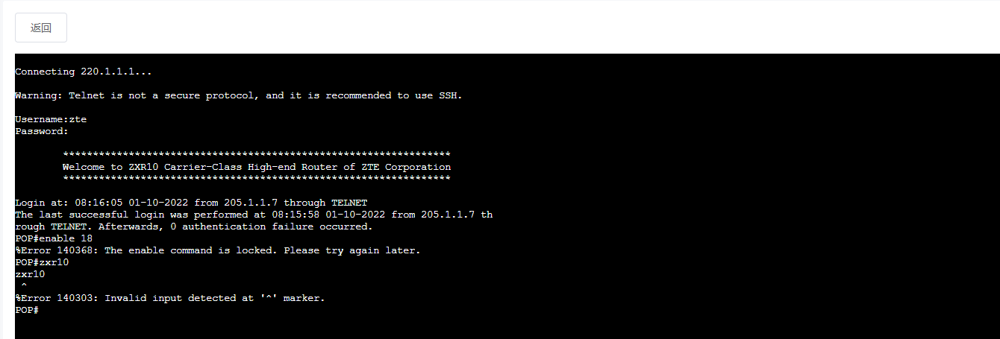 返回
Connecting 220.1.1.1...
Warning: Telnet is not a secure protocol, and it is recommended to use SSH.
Username:zte
Password:
*****************************************************************
Welcome to ZXR10 Carrier-Class High-end Router of ZTE Corporation
*****************************************************************
Login at: 08:16:05 01-10-2022 from 205.1.1.7 through TELNET
The last successful login was performed at 08:15:58 01-10-2022 from 205.1.1.7 th
rough TELNET. Afterwards, 0 authentication failure occurred.
POP#enable 18
%Error 140368: The enable command is locked. Please try again later.
POP#zxr10
zxr10
^
%Error 140303: Invalid input detected at '^' marker.
POP#